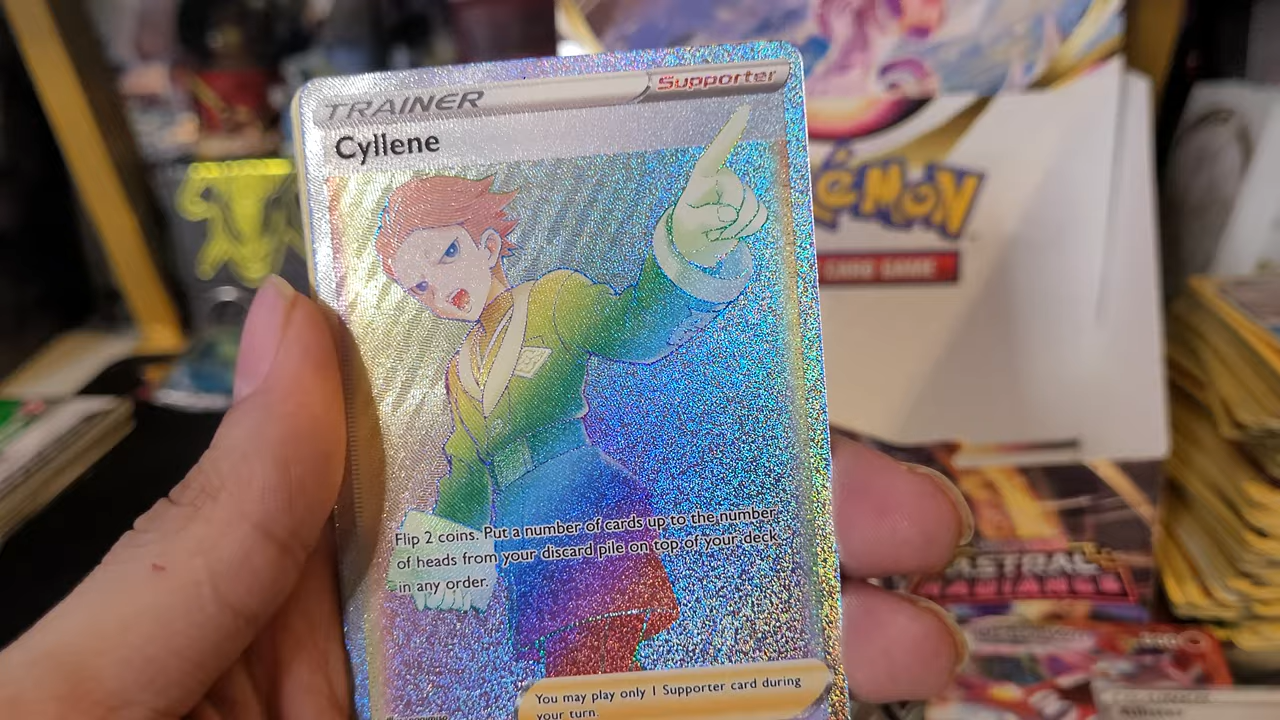 TRAINER
Supporter
Cyllene
Flip 2 coins. Put a number of cards up to the number
of heads from your discard pile on top of your deck
in any order.
You may play only 1 Supporter card during
your turn.
POKéMON
CARD GAME
ASTRAL
RADIANCE